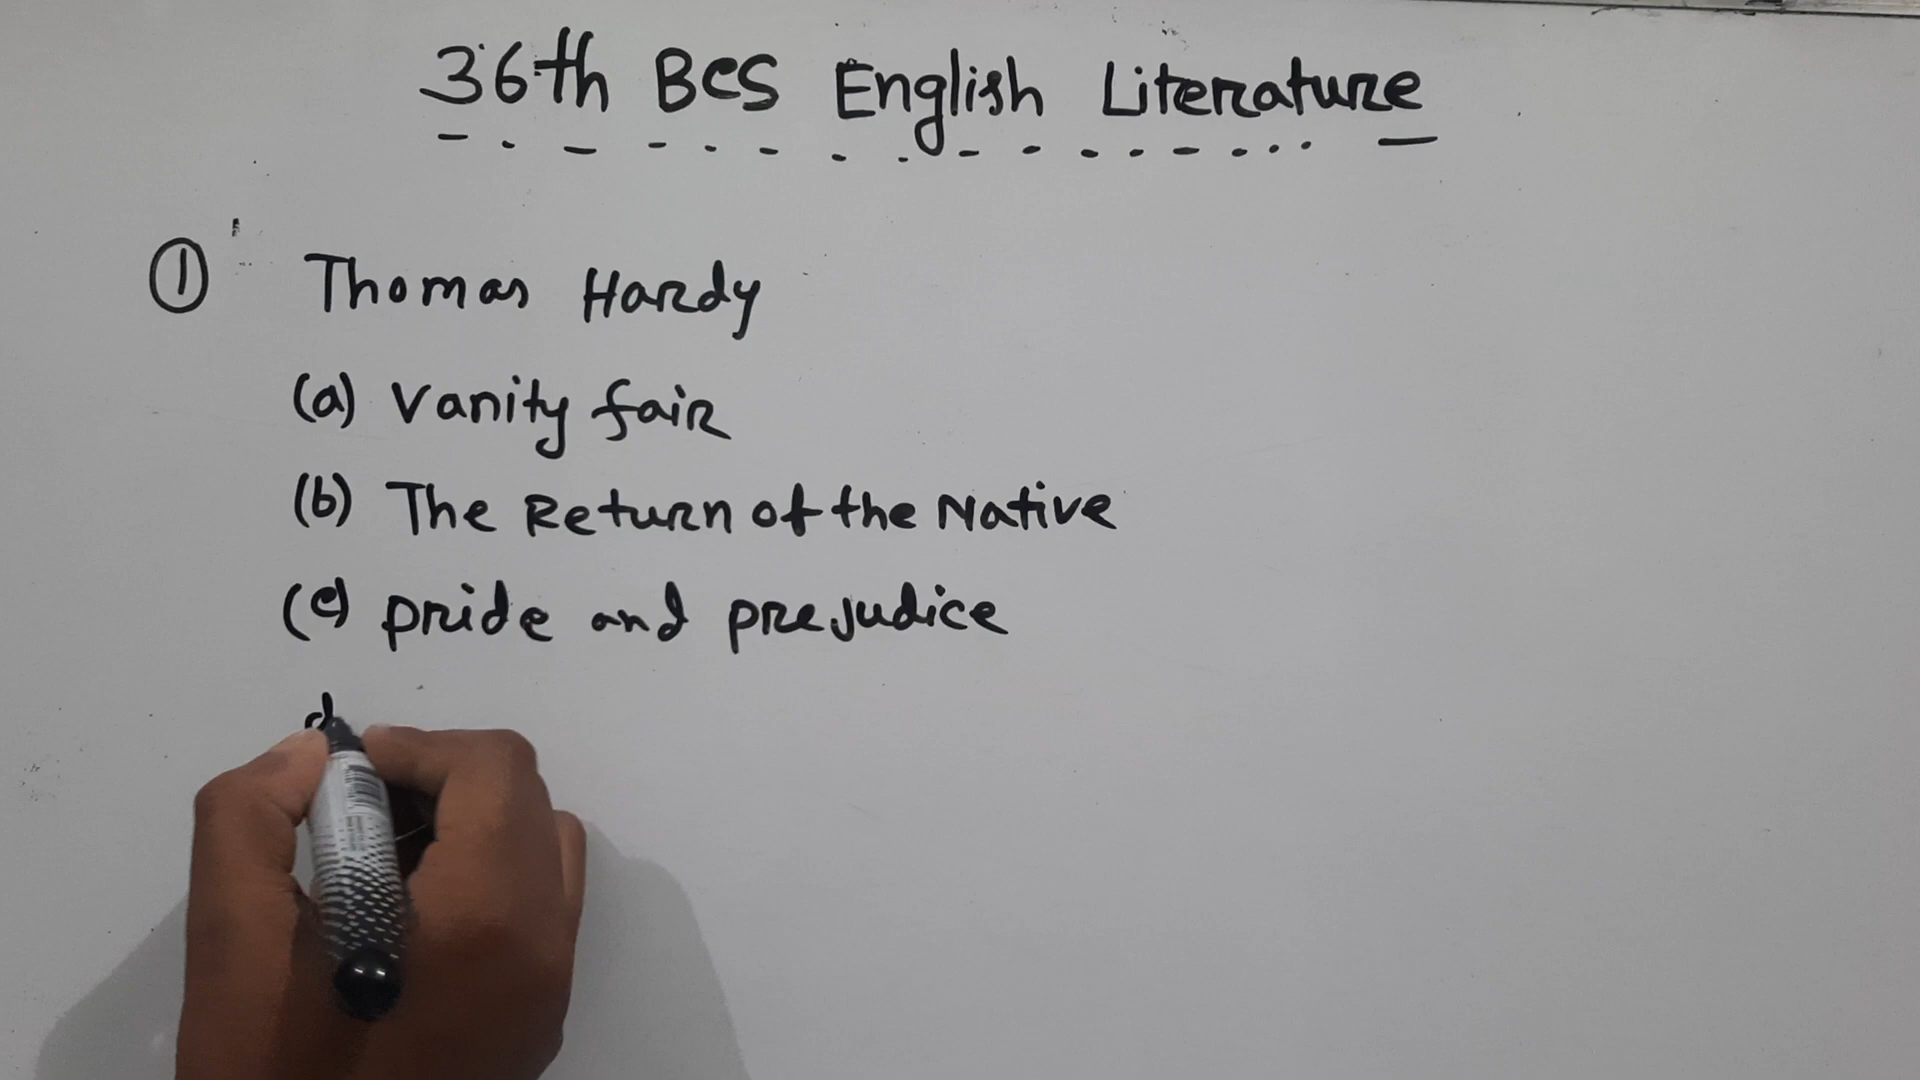 36th BCS English Literature
① Thomas Hardy
(a) Vanity fair
(b) The Return of the Native
(c) pride and prejudice
d